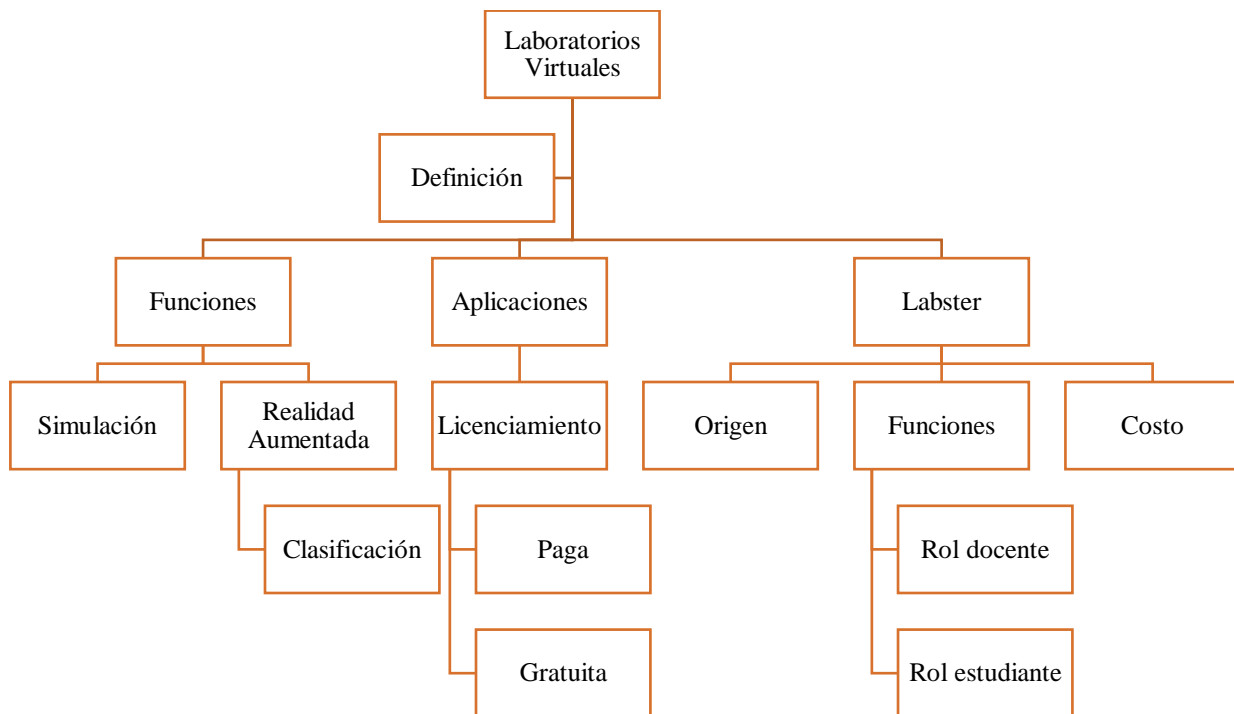 Laboratorios
Virtuales
Definición
Funciones
Aplicaciones
Labster
Simulación
Realidad
Aumentada
Licenciamiento
Origen
Funciones
Costo
Clasificación
Paga
Rol docente
Gratuita
Rol estudiante